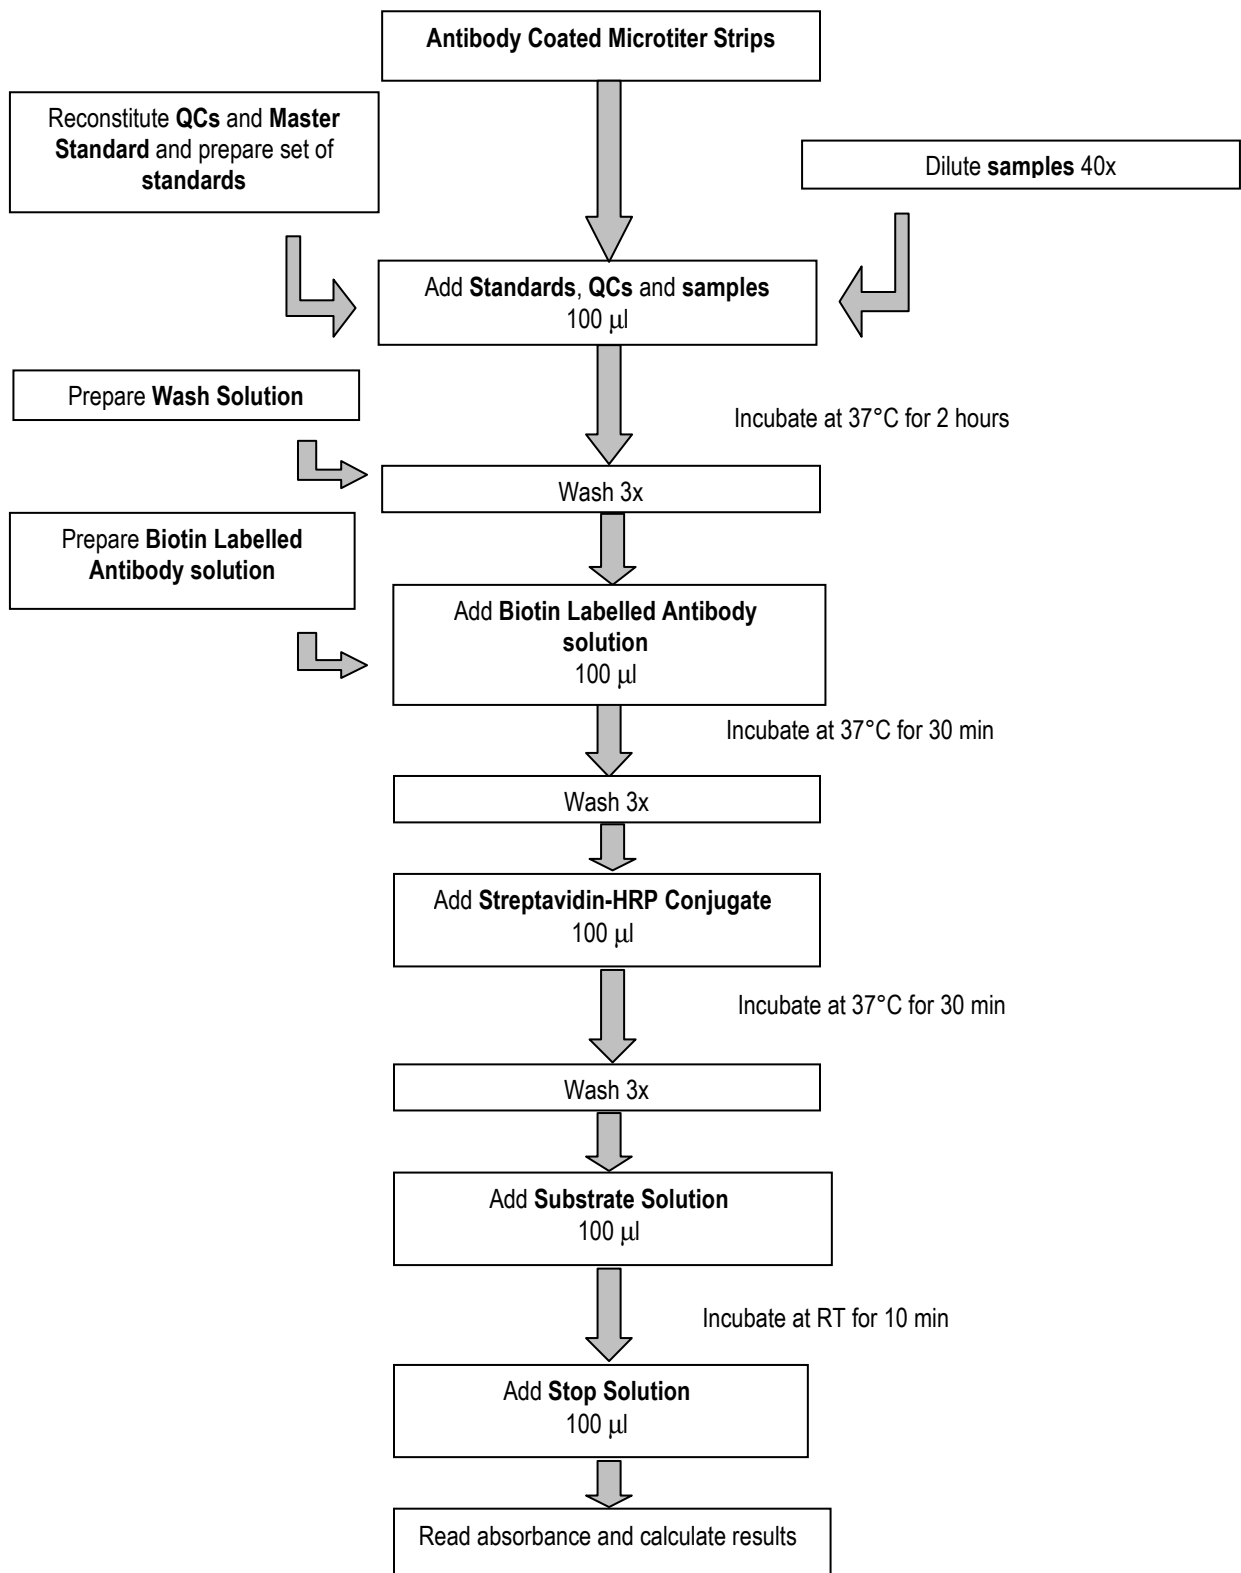 Antibody Coated Microtiter Strips
Reconstitute QCs and Master
Standard and prepare set of
standards
Dilute samples 40x
Add Standards, QCs and samples
100 μl
Prepare Wash Solution
Incubate at 37°C for 2 hours
Wash 3x
Prepare Biotin Labelled
Antibody solution
Add Biotin Labelled Antibody
solution
100 μl
Incubate at 37°C for 30 min
Wash 3x
Add Streptavidin-HRP Conjugate
100 μl
Incubate at 37°C for 30 min
Wash 3x
Add Substrate Solution
100 μl
Incubate at RT for 10 min
Add Stop Solution
100 μl
Read absorbance and calculate results